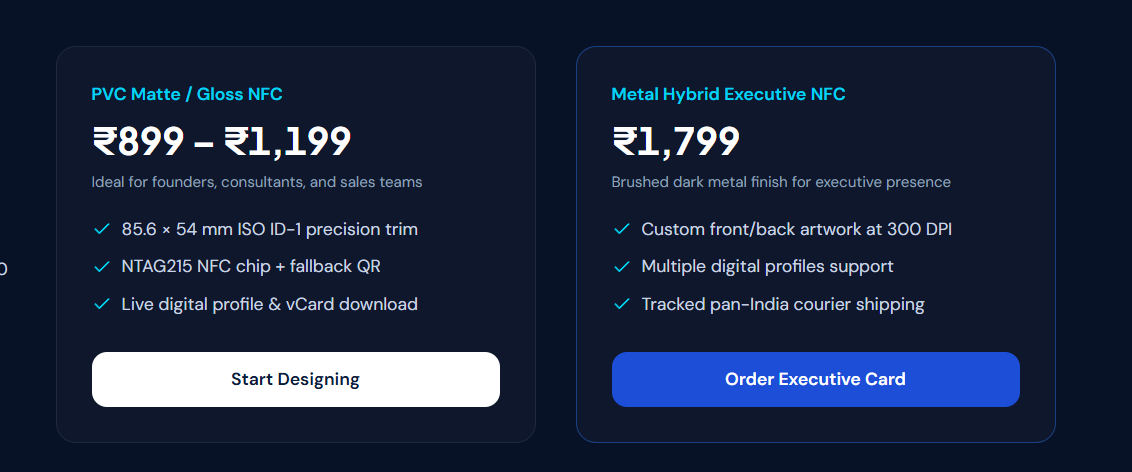 PVC Matte / Gloss NFC
₹899 – ₹1,199
Ideal for founders, consultants, and sales teams
85.6 × 54 mm ISO ID-1 precision trim
NTAG215 NFC chip + fallback QR
Live digital profile & vCard download
Start Designing
Metal Hybrid Executive NFC
₹1,799
Brushed dark metal finish for executive presence
Custom front/back artwork at 300 DPI
Multiple digital profiles support
Tracked pan-India courier shipping
Order Executive Card